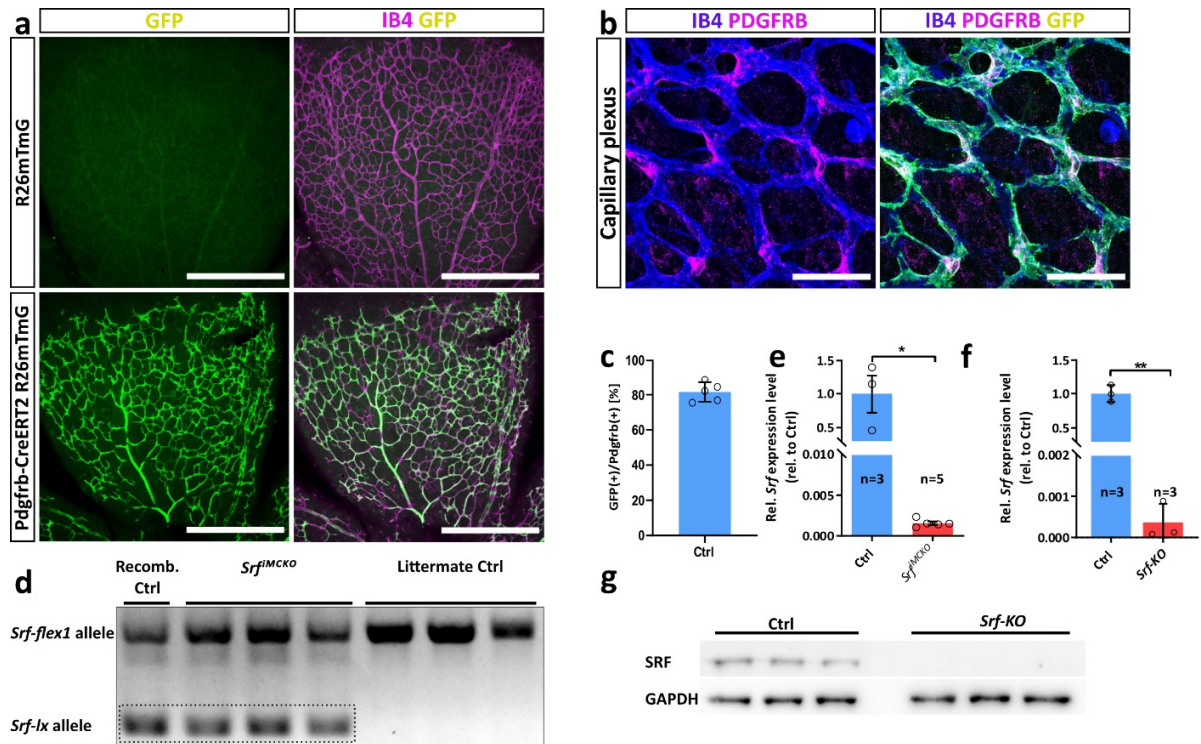 a
GFP
IB4 GFP
R26mTmG
Pdgfrb-CreERT2 R26mTmG
b
IB4 PDGFRB
IB4 PDGFRB GFP
Capillary plexus
c
GFP(+)/Pdgfrb(+) [%]
100
80
60
40
20
0
Ctrl
e
Rel. Srf expression level
(rel. to Ctrl)
1.5
1.0
0.5
0.010
0.005
0.000
*
n=3
n=5
Ctrl
SrfiMCKO
f
Rel. Srf expression level
(rel. to Ctrl)
1.5
1.0
0.5
0.002
0.001
0.000
**
n=3
n=3
Ctrl
Srf-KO
d
Recomb.
Ctrl
SrfiMCKO
Littermate Ctrl
Srf-flex1 allele
Srf-lx allele
g
Ctrl
Srf-KO
SRF
GAPDH